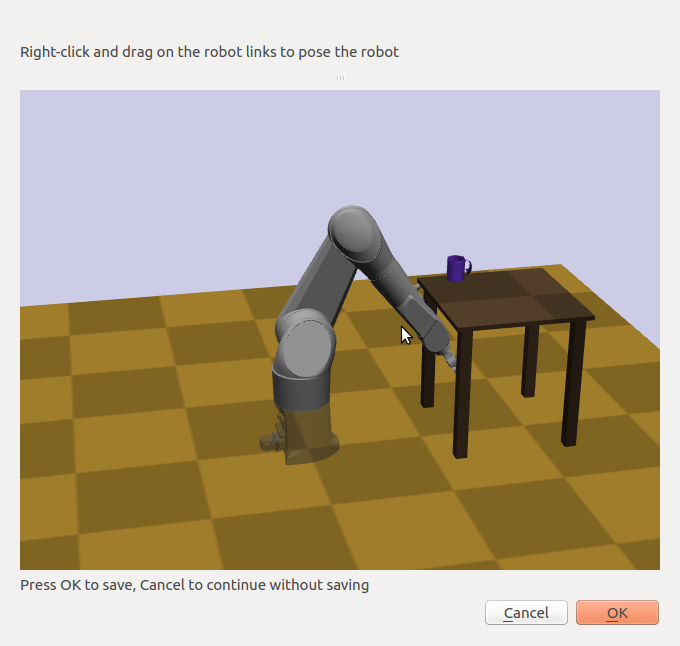 Right-click and drag on the robot links to pose the robot
Press OK to save, Cancel to continue without saving
Cancel
OK